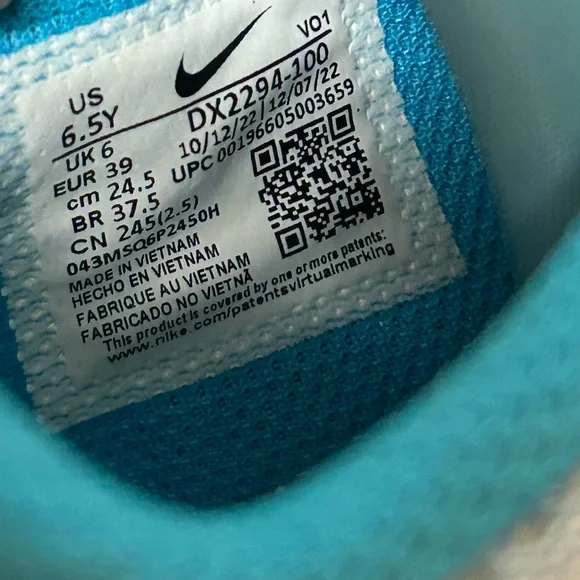 VO1
US
6.5Y
DX2294-100
10/12/22 12/07/22
UPC 00196605003659
UK 6
EUR 39
cm 24.5
BR 37.5
CN 245(2.5)
043M5Q6P2450H
MADE IN VIETNAM
HECHO EN VIETNAM
FABRIQUE AU VIETNAM
FABRICADO NO VIETNÃ
This product is covered by one or more patents:
www.nike.com/patentsvirtualmarking